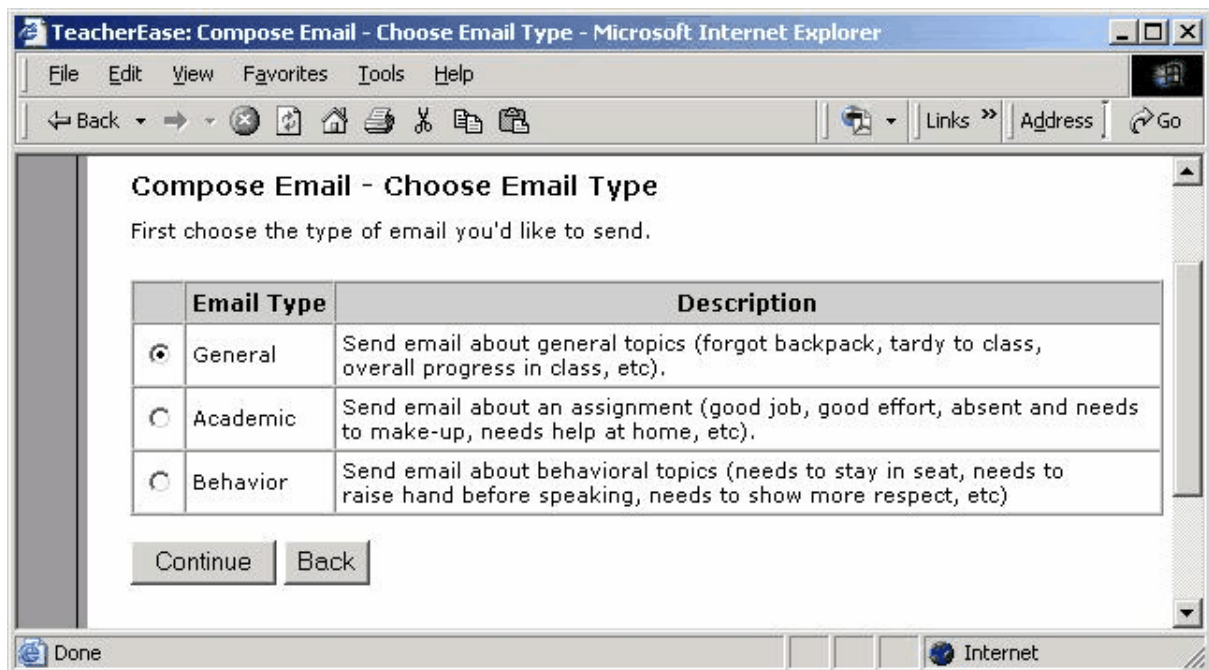 TeacherEase: Compose Email - Choose Email Type - Microsoft Internet Explorer
File Edit View Favorites Tools Help
Back Links » Address Go
Compose Email - Choose Email Type
First choose the type of email you'd like to send.
Email Type Description
General Send email about general topics (forgot backpack, tardy to class,
overall progress in class, etc).
Academic Send email about an assignment (good job, good effort, absent and needs
to make-up, needs help at home, etc).
Behavior Send email about behavioral topics (needs to stay in seat, needs to
raise hand before speaking, needs to show more respect, etc)
Continue Back
Done Internet